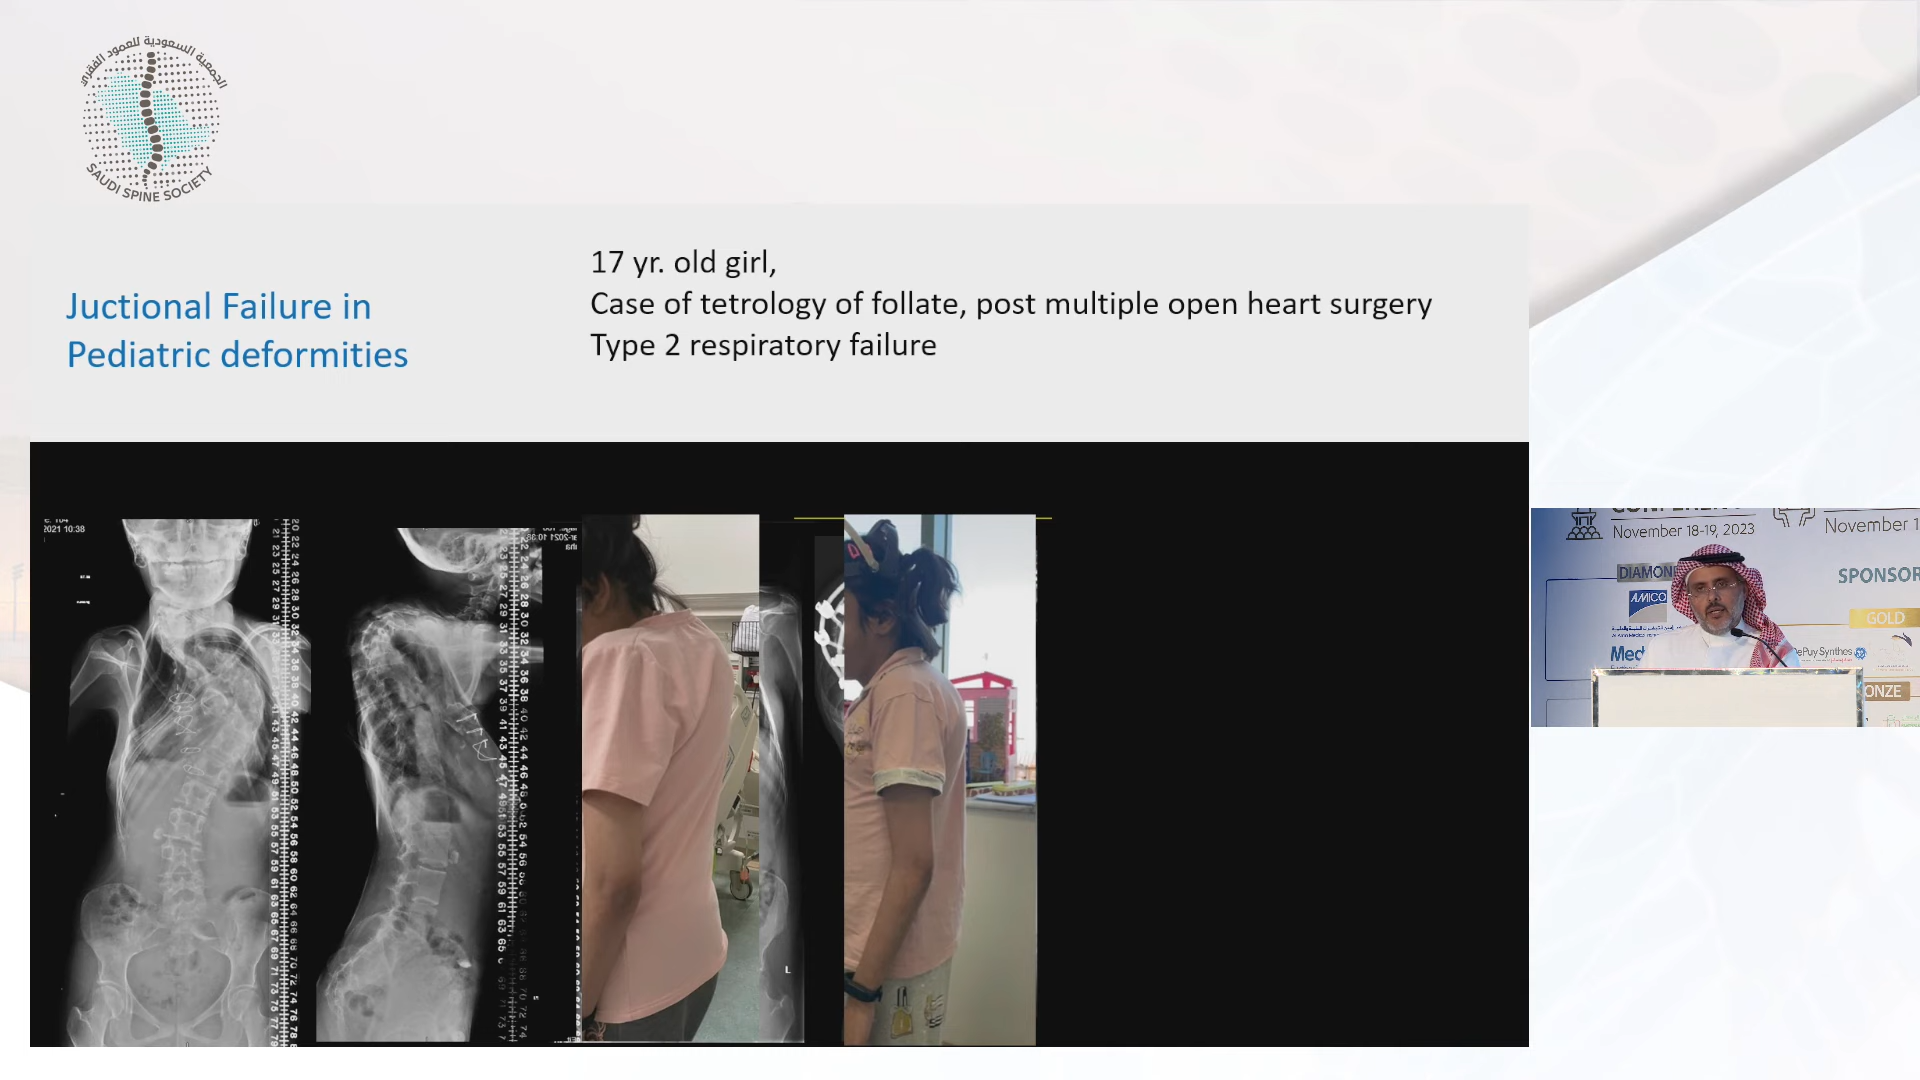 الجمعية السعودية للعمود الفقري
SAUDI SPINE SOCIETY
Juctional Failure in
Pediatric deformities
17 yr. old girl,
Case of tetrology of follate, post multiple open heart surgery
Type 2 respiratory failure
2021 10:38
L
November 18-19, 2023
November 1
DIAMON
SPONSOR
AMICO
GOLD
Med
ePuy Synthes
ONZE